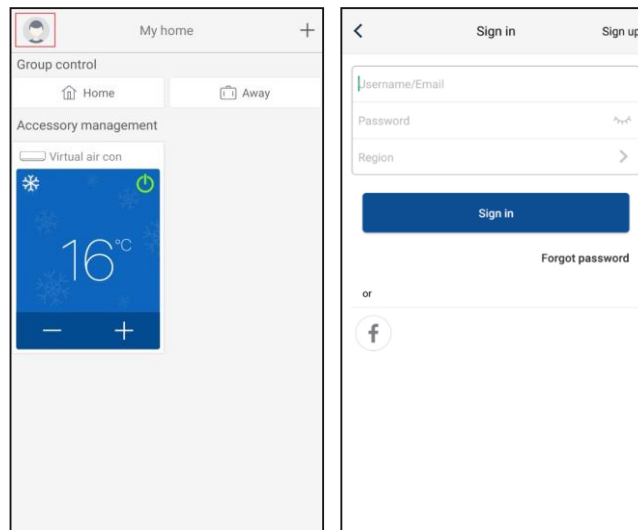 My home
+
Group control
Home
Away
Accessory management
Virtual air con
16°C
− +
Sign in
Sign up
Username/Email
Password
Region
Sign in
Forgot password
or
f